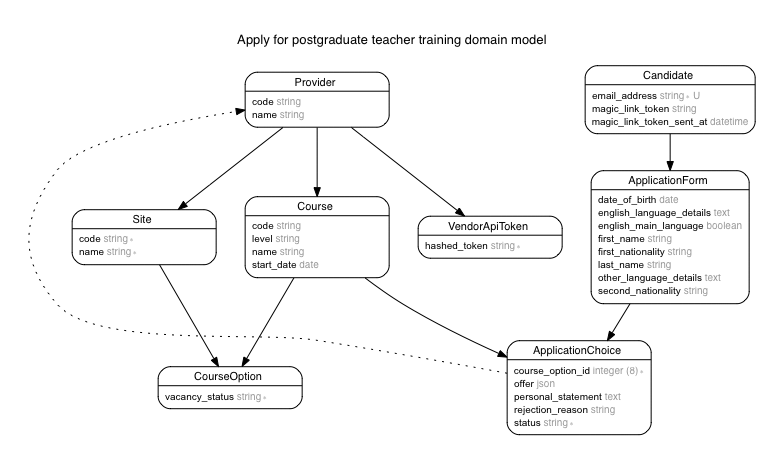 Apply for postgraduate teacher training domain model
Provider
code string
name string
Candidate
email_address string * U
magic_link_token string
magic_link_token_sent_at datetime
Site
code string *
name string *
Course
code string
level string
name string
start_date date
VendorApiToken
hashed_token string *
ApplicationForm
date_of_birth date
english_language_details text
english_main_language boolean
first_name string
first_nationality string
last_name string
other_language_details text
second_nationality string
CourseOption
vacancy_status string *
ApplicationChoice
course_option_id integer (8) *
offer json
personal_statement text
rejection_reason string
status string *